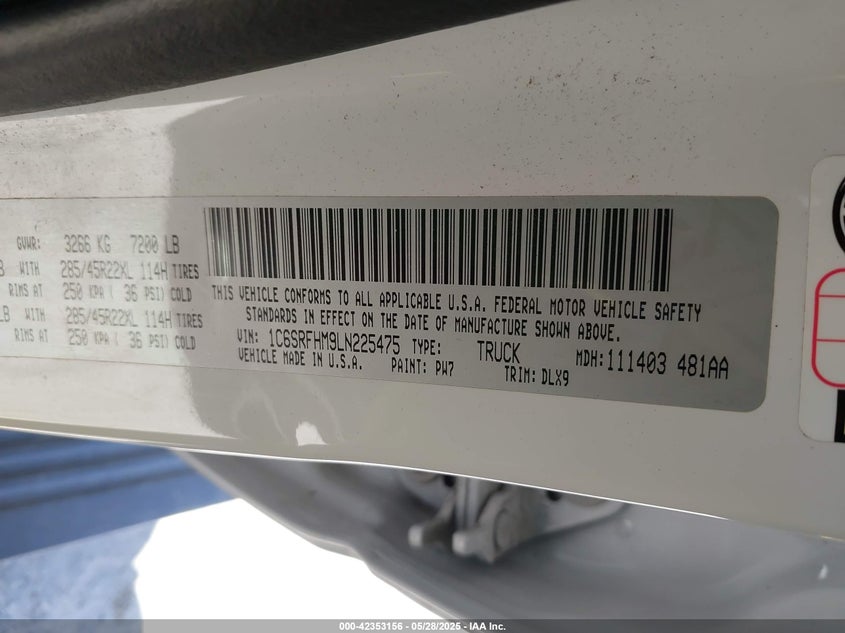 GVWR: 3266 KG 7200 LB
B WITH 285/45R22XL 114H TIRES
RIMS AT 250 KPA ( 36 PSI) COLD
LB WITH 285/45R22XL 114H TIRES
RIMS AT 250 KPA ( 36 PSI) COLD
THIS VEHICLE CONFORMS TO ALL APPLICABLE U.S.A. FEDERAL MOTOR VEHICLE SAFETY
STANDARDS IN EFFECT ON THE DATE OF MANUFACTURE SHOWN ABOVE.
VIN: 1C6SRFHM9LN225475 TYPE: TRUCK MDH: 111403 481AA
VEHICLE MADE IN U.S.A. PAINT: PW7 TRIM: DLX9
000-42353156 — 05/28/2025 — IAA Inc.